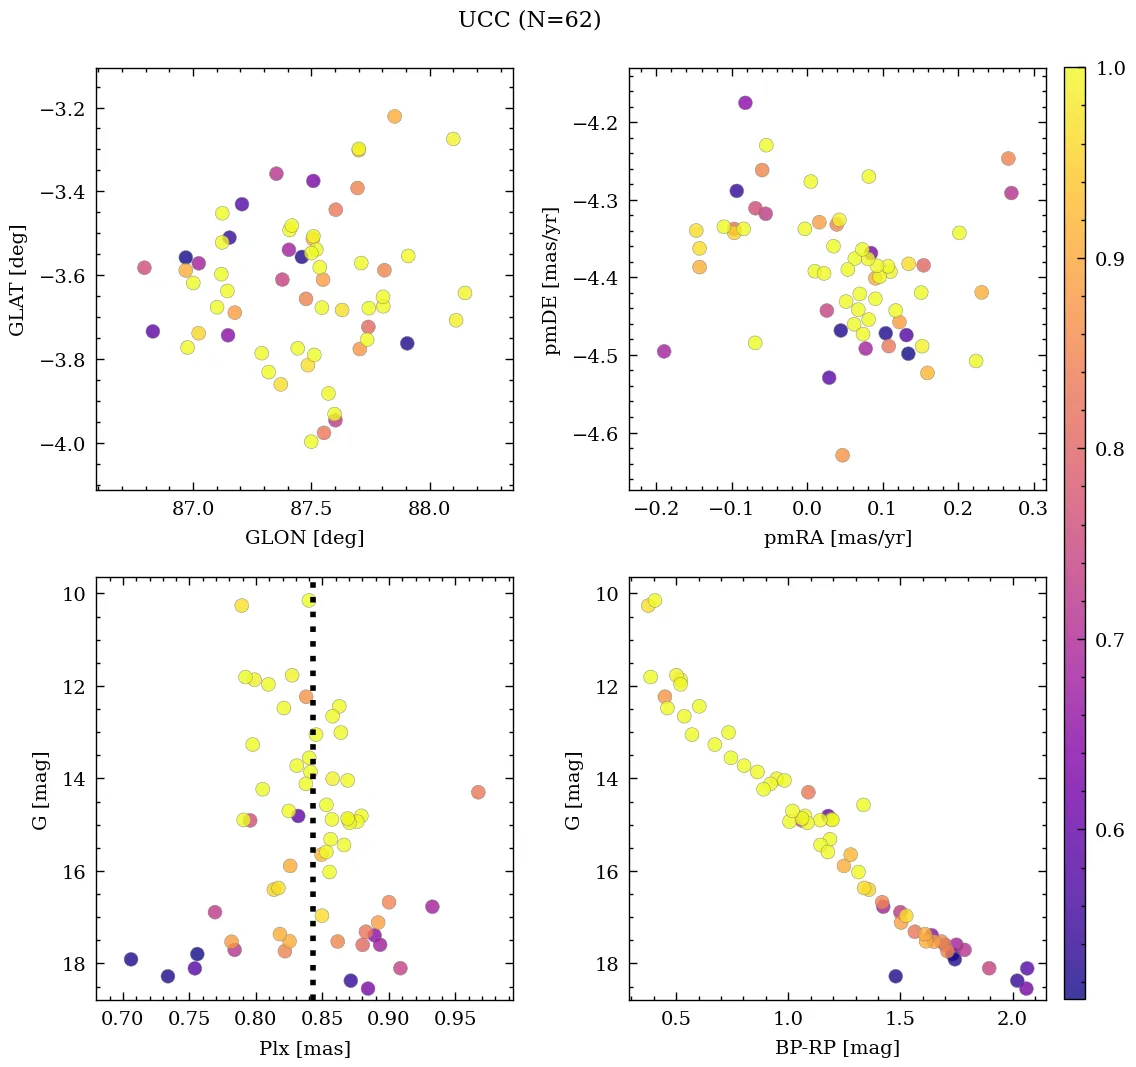 UCC (N=62)
−3.2
−3.4
−3.6
−3.8
−4.0
GLAT [deg]
87.0 87.5 88.0
GLON [deg]
−4.2
−4.3
−4.4
−4.5
−4.6
pmDE [mas/yr]
−0.2 −0.1 0.0 0.1 0.2 0.3
pmRA [mas/yr]
1.0
0.9
0.8
0.7
0.6
10
12
14
16
18
G [mag]
0.70 0.75 0.80 0.85 0.90 0.95
Plx [mas]
10
12
14
16
18
G [mag]
0.5 1.0 1.5 2.0
BP-RP [mag]